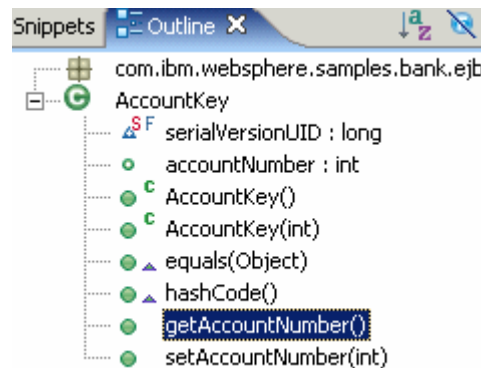 Snippets Outline
com.ibm.websphere.samples.bank.ejb
AccountKey
S F serialVersionUID : long
accountNumber : int
C AccountKey()
C AccountKey(int)
equals(Object)
hashCode()
getAccountNumber()
setAccountNumber(int)